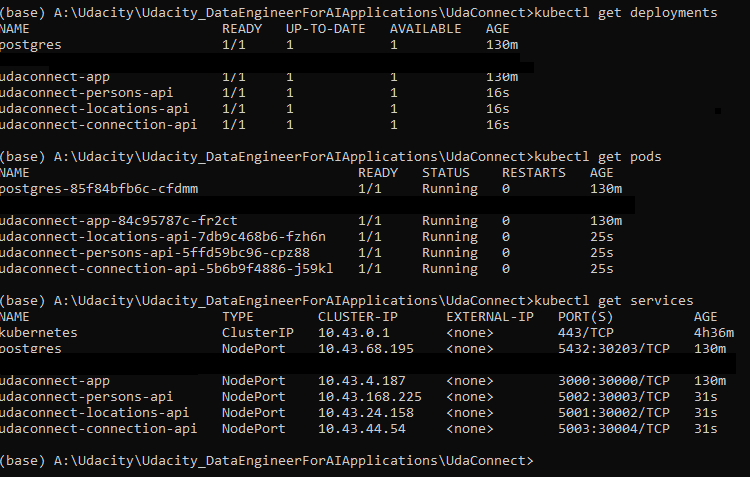 (base) A:\Udacity\Udacity_DataEngineerForAIApplications\UdaConnect>kubectl get deployments
NAME READY UP-TO-DATE AVAILABLE AGE
postgres 1/1 1 1 130m
udaconnect-app 1/1 1 1 130m
udaconnect-persons-api 1/1 1 1 16s
udaconnect-locations-api 1/1 1 1 16s
udaconnect-connection-api 1/1 1 1 16s
(base) A:\Udacity\Udacity_DataEngineerForAIApplications\UdaConnect>kubectl get pods
NAME READY STATUS RESTARTS AGE
postgres-85f84bfb6c-cfdmm 1/1 Running 0 130m
udaconnect-app-84c95787c-fr2ct 1/1 Running 0 130m
udaconnect-locations-api-7db9c468b6-fzh6n 1/1 Running 0 25s
udaconnect-persons-api-5ffd59bc96-cpz88 1/1 Running 0 25s
udaconnect-connection-api-5b6b9f4886-j59kl 1/1 Running 0 25s
(base) A:\Udacity\Udacity_DataEngineerForAIApplications\UdaConnect>kubectl get services
NAME TYPE CLUSTER-IP EXTERNAL-IP PORT(S) AGE
kubernetes ClusterIP 10.43.0.1 <none> 443/TCP 4h36m
postgres NodePort 10.43.68.195 <none> 5432:30203/TCP 130m
udaconnect-app NodePort 10.43.4.187 <none> 3000:30000/TCP 130m
udaconnect-persons-api NodePort 10.43.168.225 <none> 5002:30003/TCP 31s
udaconnect-locations-api NodePort 10.43.24.158 <none> 5001:30002/TCP 31s
udaconnect-connection-api NodePort 10.43.44.54 <none> 5003:30004/TCP 31s
(base) A:\Udacity\Udacity_DataEngineerForAIApplications\UdaConnect>